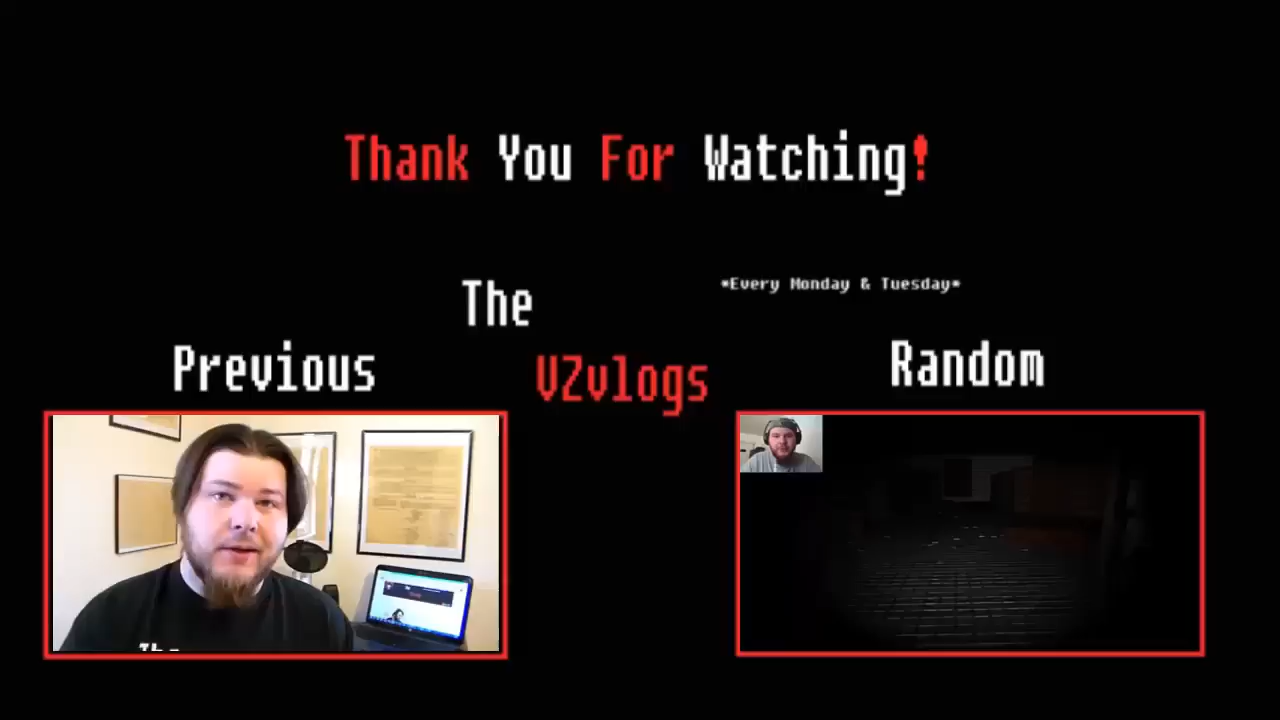 Thank You For Watching!
*Every Monday & Tuesday*
The
Previous
VZvlogs
Random